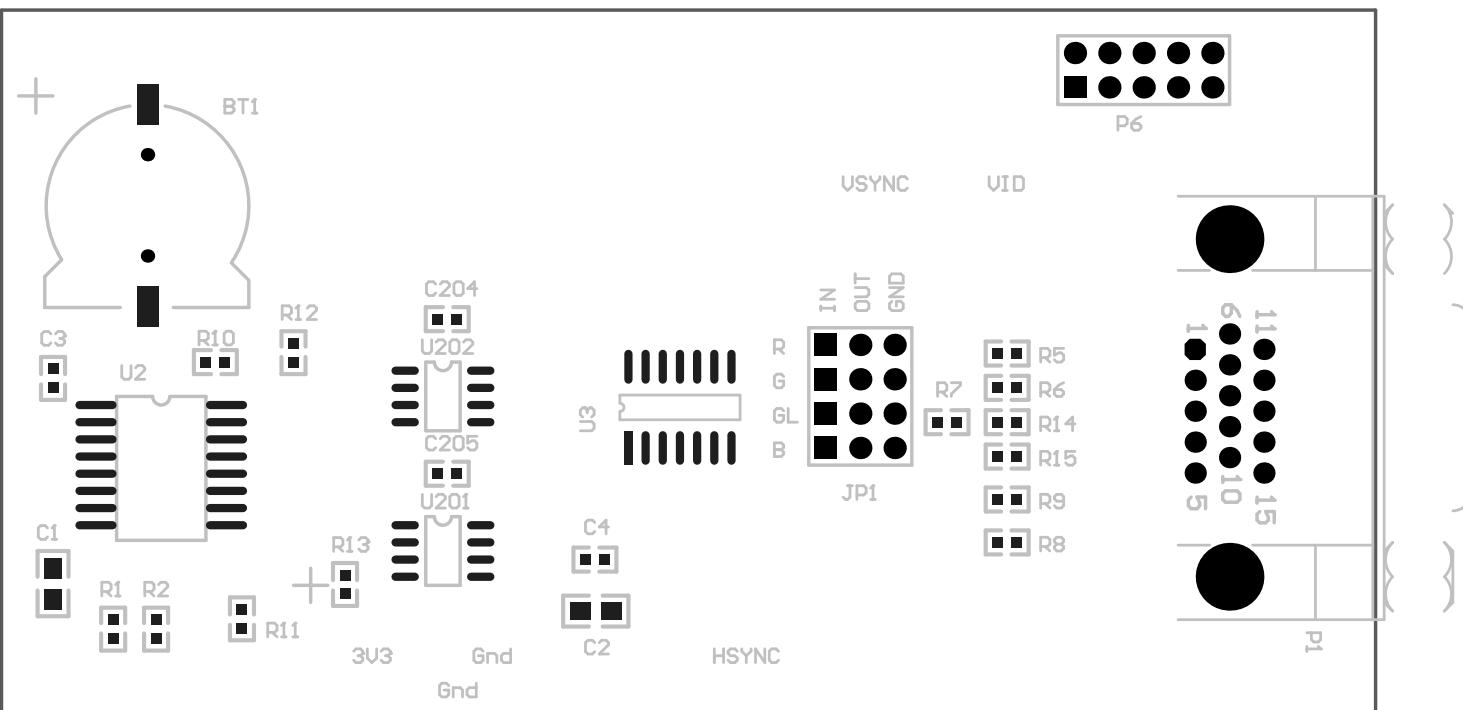 BT1
P6
VSYNC
VID
C204
IN
OUT
GND
R12
C3
R10
U202
R
R5
6
11
1
U2
G
R6
R7
U3
GL
R14
C205
B
R15
U201
JP1
R9
10
5
15
C1
R13
C4
R8
R1
R2
R11
C2
P1
3V3
Gnd
HSYNC
Gnd